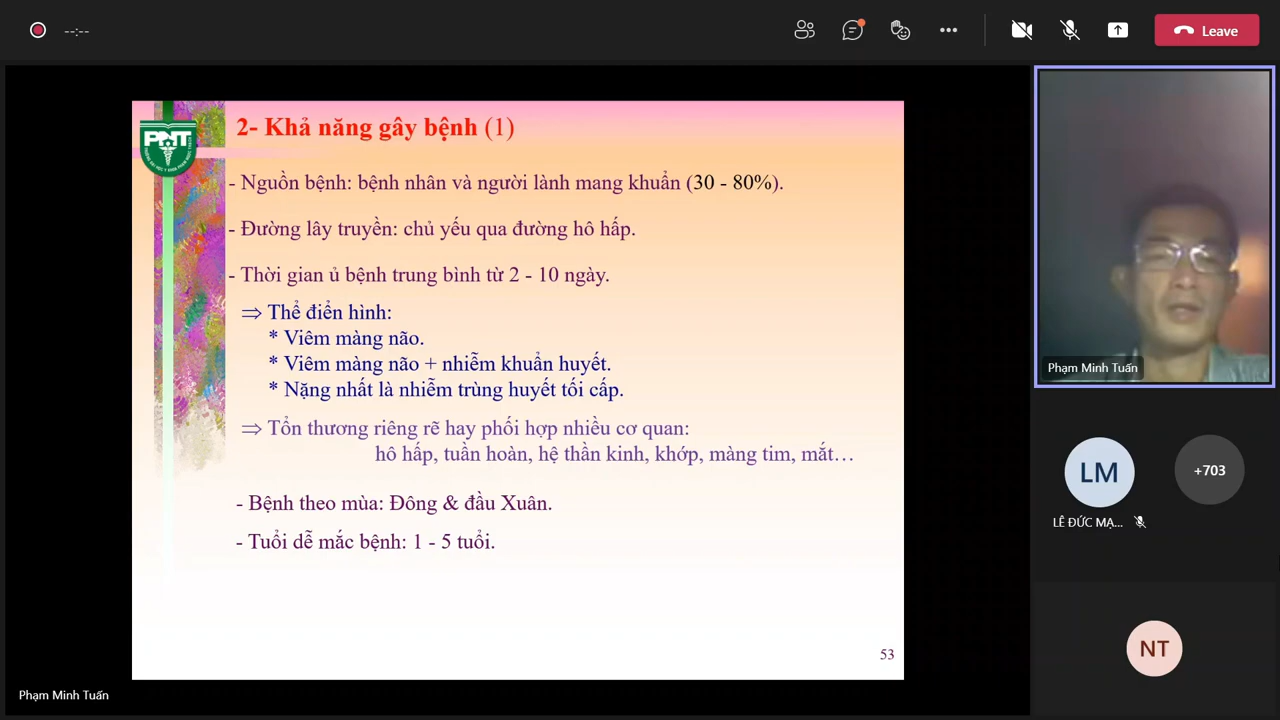 --:--
Leave
2- Khả năng gây bệnh (1)
PNT
- Nguồn bệnh: bệnh nhân và người lành mang khuẩn (30 - 80%).
- Đường lây truyền: chủ yếu qua đường hô hấp.
- Thời gian ủ bệnh trung bình từ 2 - 10 ngày.
⇒ Thể điển hình:
* Viêm màng não.
* Viêm màng não + nhiễm khuẩn huyết.
* Nặng nhất là nhiễm trùng huyết tối cấp.
⇒ Tổn thương riêng rẽ hay phối hợp nhiều cơ quan:
hô hấp, tuần hoàn, hệ thần kinh, khớp, màng tim, mắt…
- Bệnh theo mùa: Đông & đầu Xuân.
- Tuổi dễ mắc bệnh: 1 - 5 tuổi.
53
Phạm Minh Tuấn
Phạm Minh Tuấn
LM
+703
LÊ ĐỨC MẠ...
NT